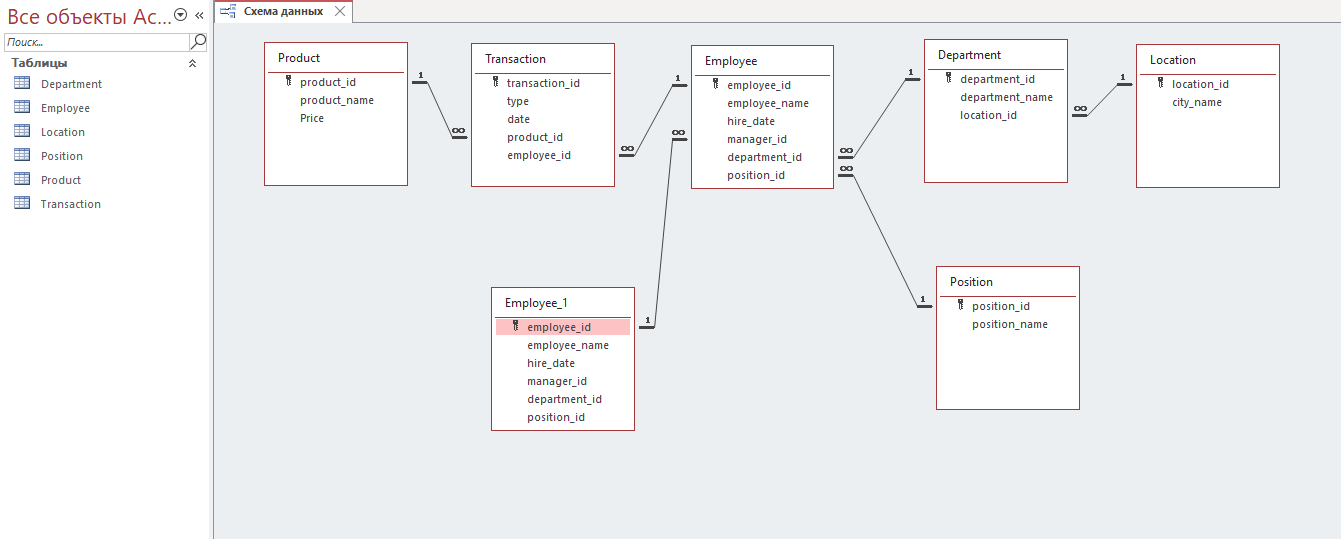 Все объекты Ac...
Поиск...
Таблицы
Department
Employee
Location
Position
Product
Transaction
Схема данных
Product
product_id
product_name
Price
1
∞
Transaction
transaction_id
type
date
product_id
employee_id
1
∞
Employee
employee_id
employee_name
hire_date
manager_id
department_id
position_id
∞
1
Employee_1
employee_id
employee_name
hire_date
manager_id
department_id
position_id
1
∞
Department
department_id
department_name
location_id
1
∞
Location
location_id
city_name
∞
1
Position
position_id
position_name